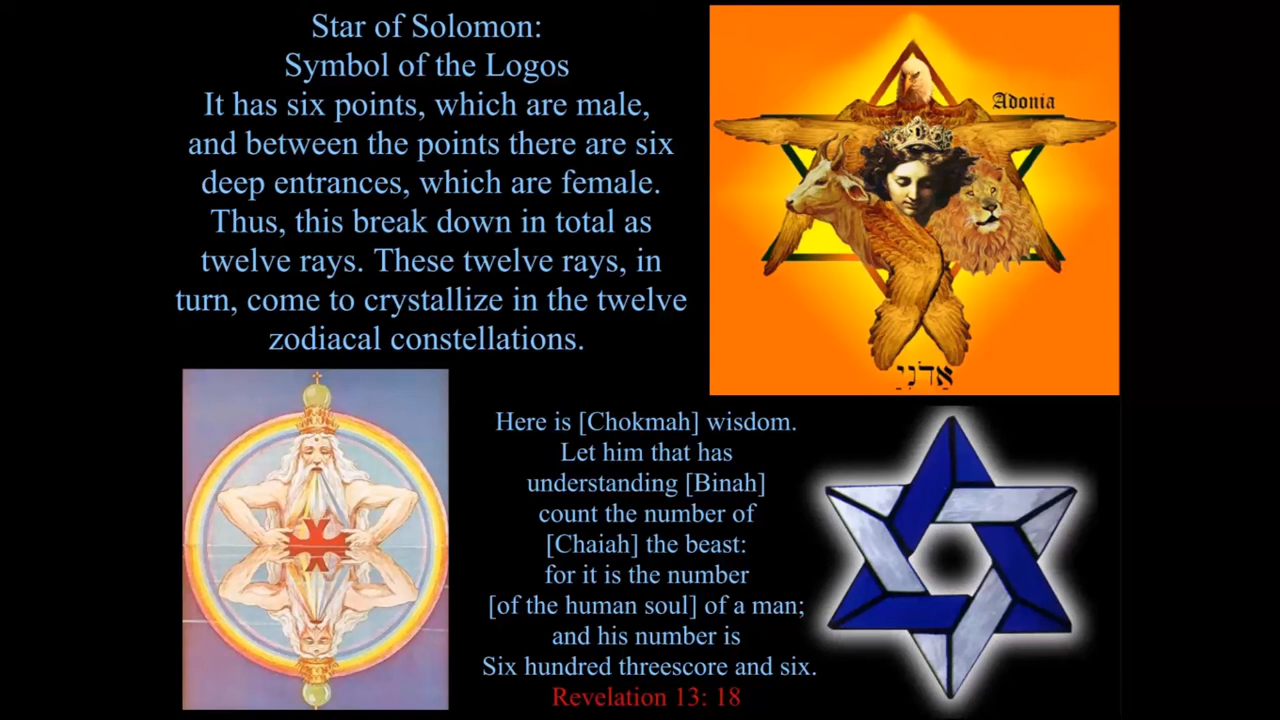 Star of Solomon:
Symbol of the Logos
It has six points, which are male,
and between the points there are six
deep entrances, which are female.
Thus, this break down in total as
twelve rays. These twelve rays, in
turn, come to crystallize in the twelve
zodiacal constellations.
Adonia
אֲדֹנִיַ
Here is [Chokmah] wisdom.
Let him that has
understanding [Binah]
count the number of
[Chaiah] the beast:
for it is the number
[of the human soul] of a man;
and his number is
Six hundred threescore and six.
Revelation 13: 18